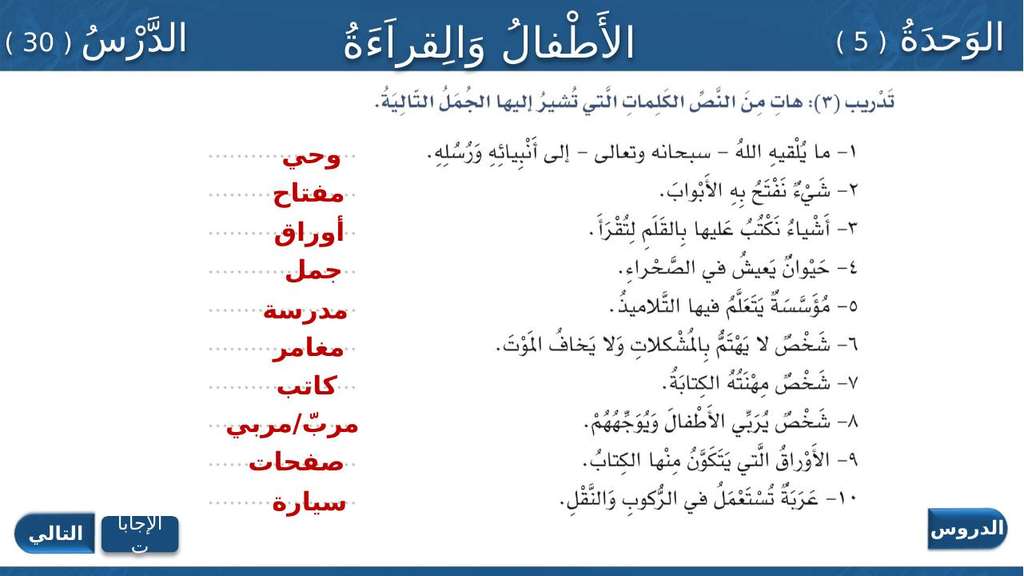 الوَحدَةُ ( 5 )
الأَطْفالُ وَالِقراَءَةُ
الدَّرْسُ ( 30 )
تَدْريب (٣): هاتِ مِنَ النَّصِّ الكَلِماتِ الَّتي تُشيرُ إليها الجُمَلُ التّالِيَةُ.
١- ما يُلْقيهِ اللهُ – سبحانه وتعالى – إلى أَنْبِيائِهِ وَرُسُلِهِ. وحي
٢- شَيْءٌ نَفْتَحُ بِهِ الأَبْوابَ. مفتاح
٣- أَشْياءُ نَكْتُبُ عَليها بِالقَلَمِ لِتُقْرَأَ. أوراق
٤- حَيْوانٌ يَعيشُ في الصَّحْراءِ. جمل
٥- مُؤَسَّسَةٌ يَتَعَلَّمُ فيها التَّلاميذُ. مدرسة
٦- شَخْصٌ لا يَهْتَمُّ بِالمُشْكلاتِ وَلا يَخافُ المَوْتَ. مغامر
٧- شَخْصٌ مِهْنَتُهُ الكِتابَةُ. كاتب
٨- شَخْصٌ يُرَبِّي الأَطْفالَ وَيُوَجِّهُهُمْ. مربّ/مربي
٩- الأَوْراقُ الَّتي يَتَكَوَّنُ مِنْها الكِتابُ. صفحات
١٠- عَرَبَةٌ تُسْتَعْمَلُ في الرُّكوبِ وَالنَّقْلِ. سيارة
الدروس
الإجابا
ت
التالي